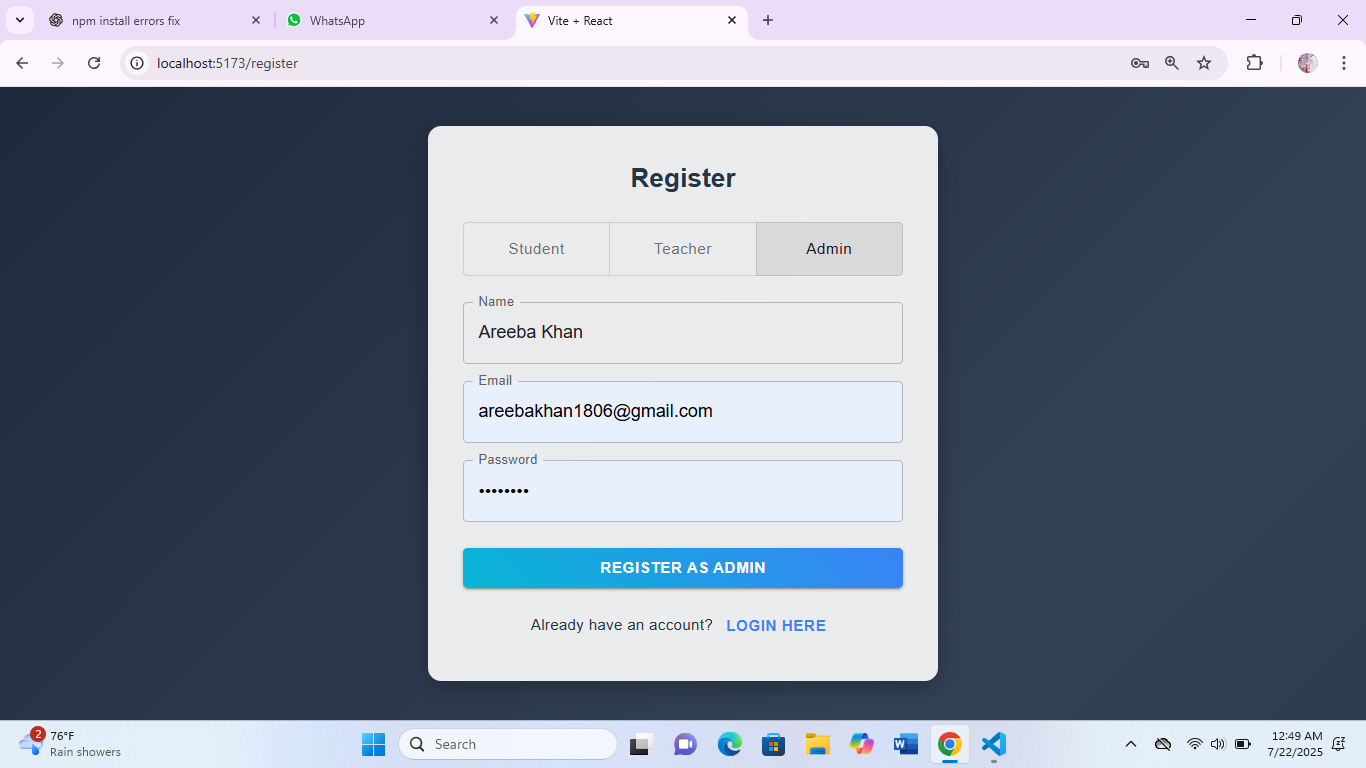 npm install errors fix
WhatsApp
Vite + React
localhost:5173/register
Register
Student
Teacher
Admin
Name
Areeba Khan
Email
areebakhan1806@gmail.com
Password
••••••••
REGISTER AS ADMIN
Already have an account? LOGIN HERE
2
76°F
Rain showers
Search
12:49 AM
7/22/2025